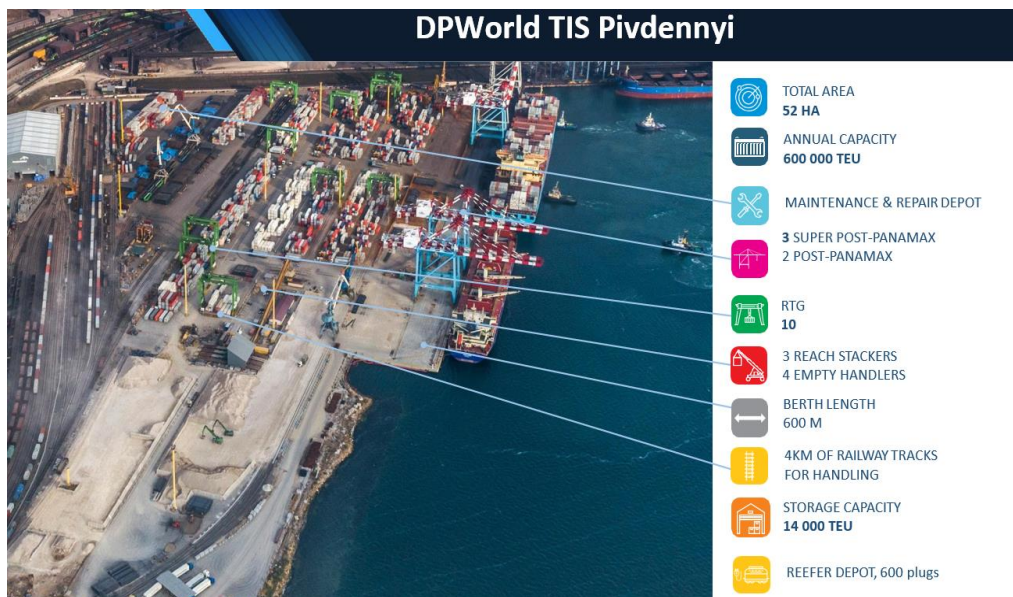 DPWorld TIS Pivdennyi
TOTAL AREA
52 HA
ANNUAL CAPACITY
600 000 TEU
MAINTENANCE & REPAIR DEPOT
3 SUPER POST-PANAMAX
2 POST-PANAMAX
RTG
10
3 REACH STACKERS
4 EMPTY HANDLERS
BERTH LENGTH
600 M
4KM OF RAILWAY TRACKS
FOR HANDLING
STORAGE CAPACITY
14 000 TEU
REEFER DEPOT, 600 plugs